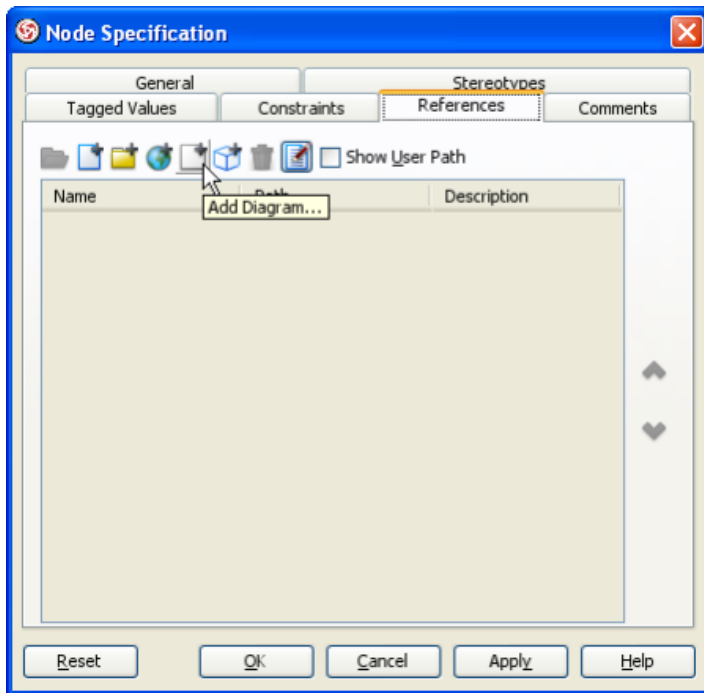 Node Specification
General
Stereotypes
Tagged Values
Constraints
References
Comments
Show User Path
Name
Description
Add Diagram...
Reset
OK
Cancel
Apply
Help